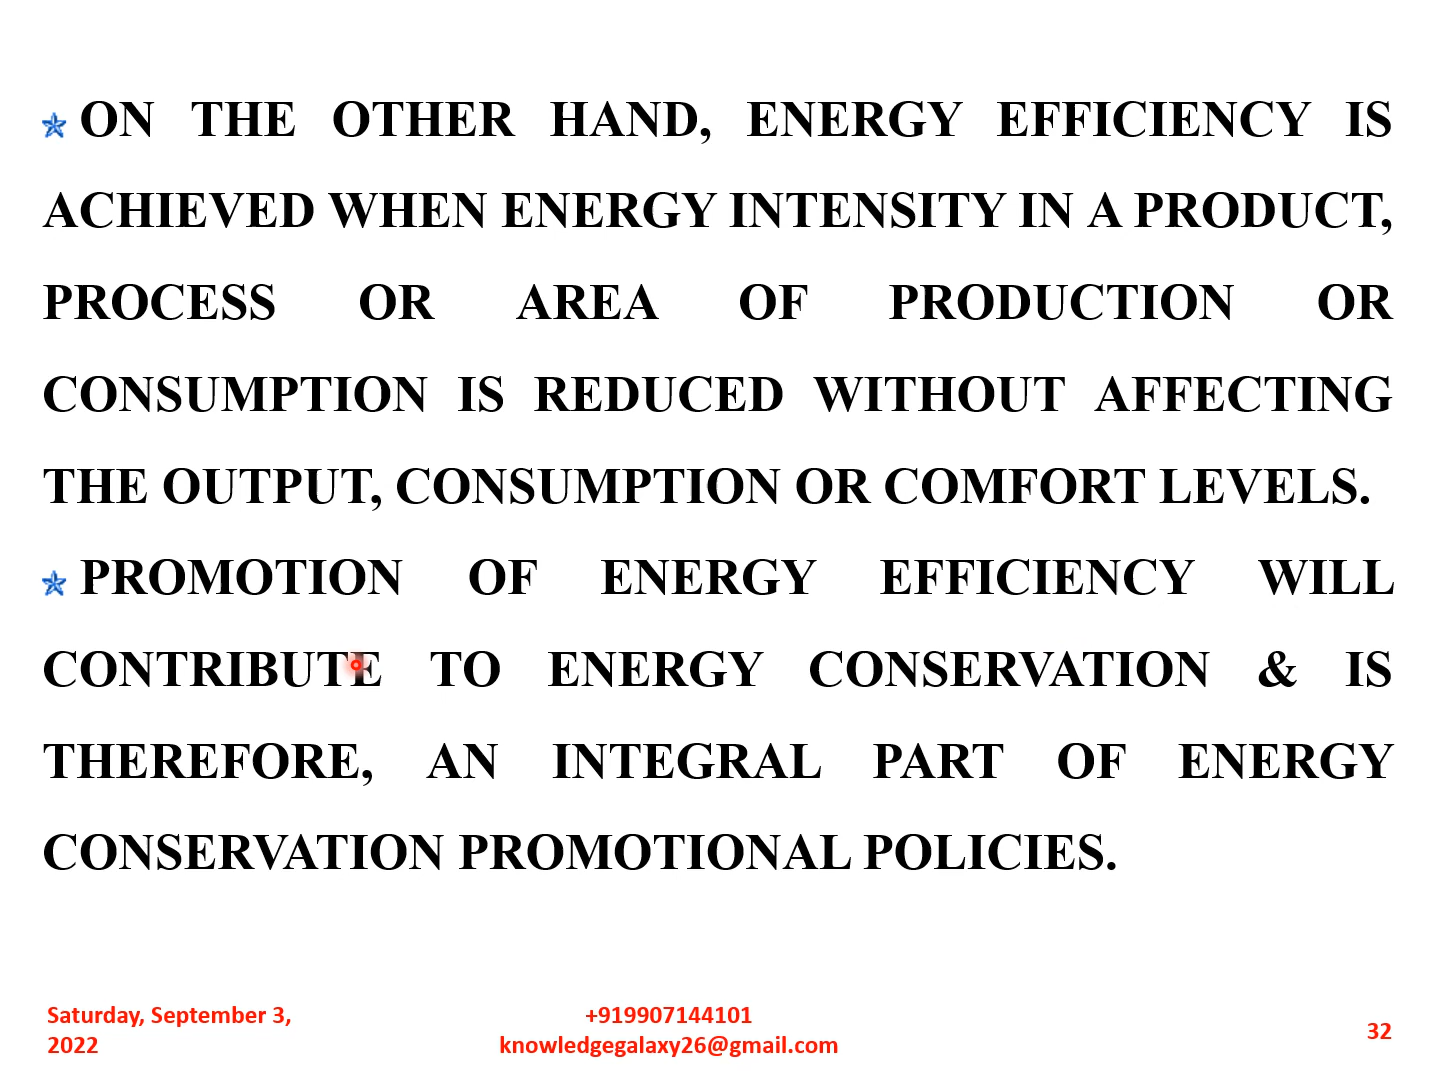 ON THE OTHER HAND, ENERGY EFFICIENCY IS
ACHIEVED WHEN ENERGY INTENSITY IN A PRODUCT,
PROCESS OR AREA OF PRODUCTION OR
CONSUMPTION IS REDUCED WITHOUT AFFECTING
THE OUTPUT, CONSUMPTION OR COMFORT LEVELS.
PROMOTION OF ENERGY EFFICIENCY WILL
CONTRIBUTE TO ENERGY CONSERVATION & IS
THEREFORE, AN INTEGRAL PART OF ENERGY
CONSERVATION PROMOTIONAL POLICIES.
Saturday, September 3,
2022
+919907144101
knowledgegalaxy26@gmail.com
32